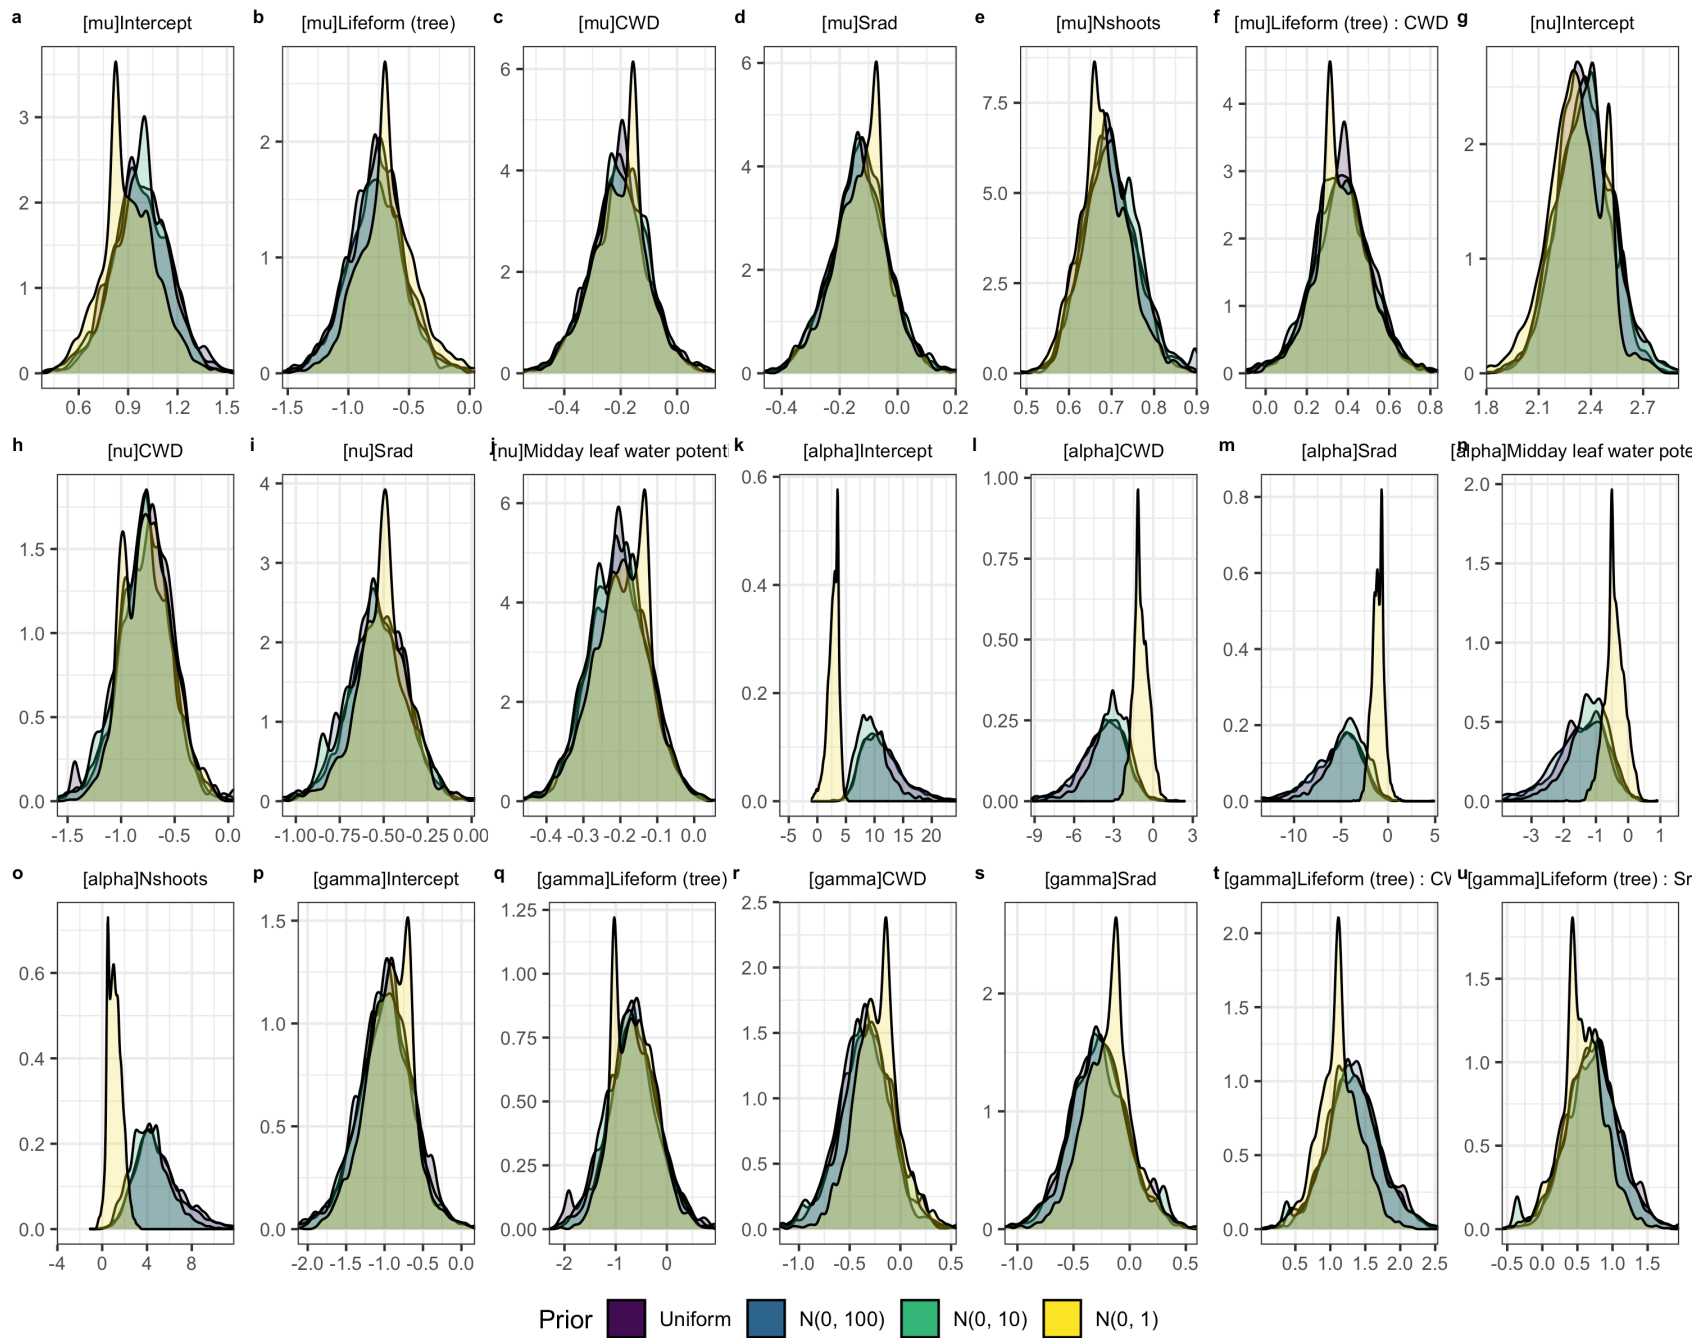 a [mu]Intercept b [mu]Lifeform (tree) c [mu]CWD d [mu]Srad e [mu]Nshoots f [mu]Lifeform (tree) : CWD g [nu]Intercept
3 2 1 0
2 1 0
6 4 2 0
6 4 2 0
7.5 5.0 2.5 0.0
4 3 2 1 0
2 1 0
0.6 0.9 1.2 1.5 -1.5 -1.0 -0.5 0.0 -0.4 -0.2 0.0 -0.4 -0.2 0.0 0.2 0.5 0.6 0.7 0.8 0.9 0.0 0.2 0.4 0.6 0.8 1.8 2.1 2.4 2.7
h [nu]CWD i [nu]Srad j [nu]Midday leaf water potenti k [alpha]Intercept l [alpha]CWD m [alpha]Srad n [alpha]Midday leaf water pote
1.5 1.0 0.5 0.0
4 3 2 1 0
6 4 2 0
0.6 0.4 0.2 0.0
1.00 0.75 0.50 0.25 0.00
0.8 0.6 0.4 0.2 0.0
2.0 1.5 1.0 0.5 0.0
-1.5 -1.0 -0.5 0.0 -1.00 -0.75 -0.50 -0.25 0.00 -0.4 -0.3 -0.2 -0.1 0.0 -5 0 5 10 15 20 -9 -6 -3 0 3 -10 -5 0 5 -3 -2 -1 0 1
o [alpha]Nshoots p [gamma]Intercept q [gamma]Lifeform (tree) r [gamma]CWD s [gamma]Srad t [gamma]Lifeform (tree) : CW u [gamma]Lifeform (tree) : Sr
0.6 0.4 0.2 0.0
1.5 1.0 0.5 0.0
1.25 1.00 0.75 0.50 0.25 0.00
2.5 2.0 1.5 1.0 0.5 0.0
2 1 0
2.0 1.5 1.0 0.5 0.0
1.5 1.0 0.5 0.0
-4 0 4 8 -2.0 -1.5 -1.0 -0.5 0.0 -2 -1 0 -1.0 -0.5 0.0 0.5 -1.0 -0.5 0.0 0.5 0.5 1.0 1.5 2.0 2.5 -0.5 0.0 0.5 1.0 1.5
Prior Uniform N(0, 100) N(0, 10) N(0, 1)